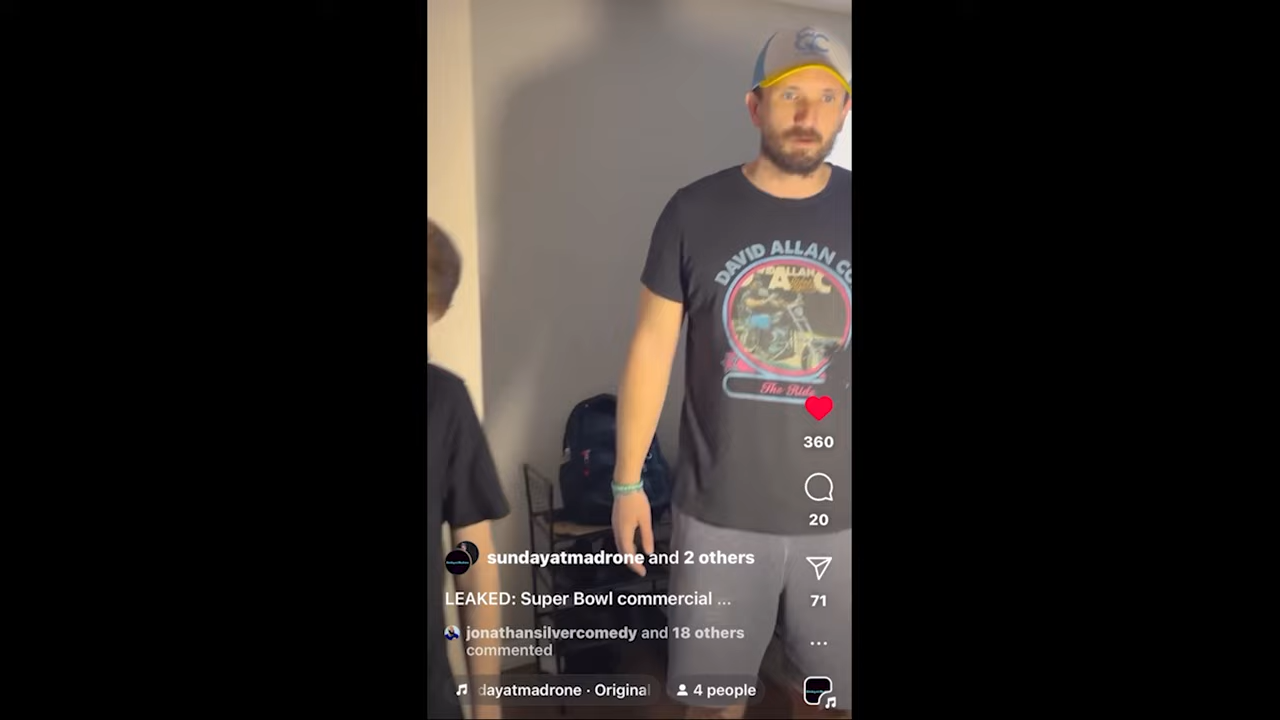 GC
DAVID ALLAN CO
The Ride
360
20
sundayatmadrone and 2 others
LEAKED: Super Bowl commercial ...
71
jonathansilvercomedy and 18 others
commented
dayatmadrone · Original
4 people